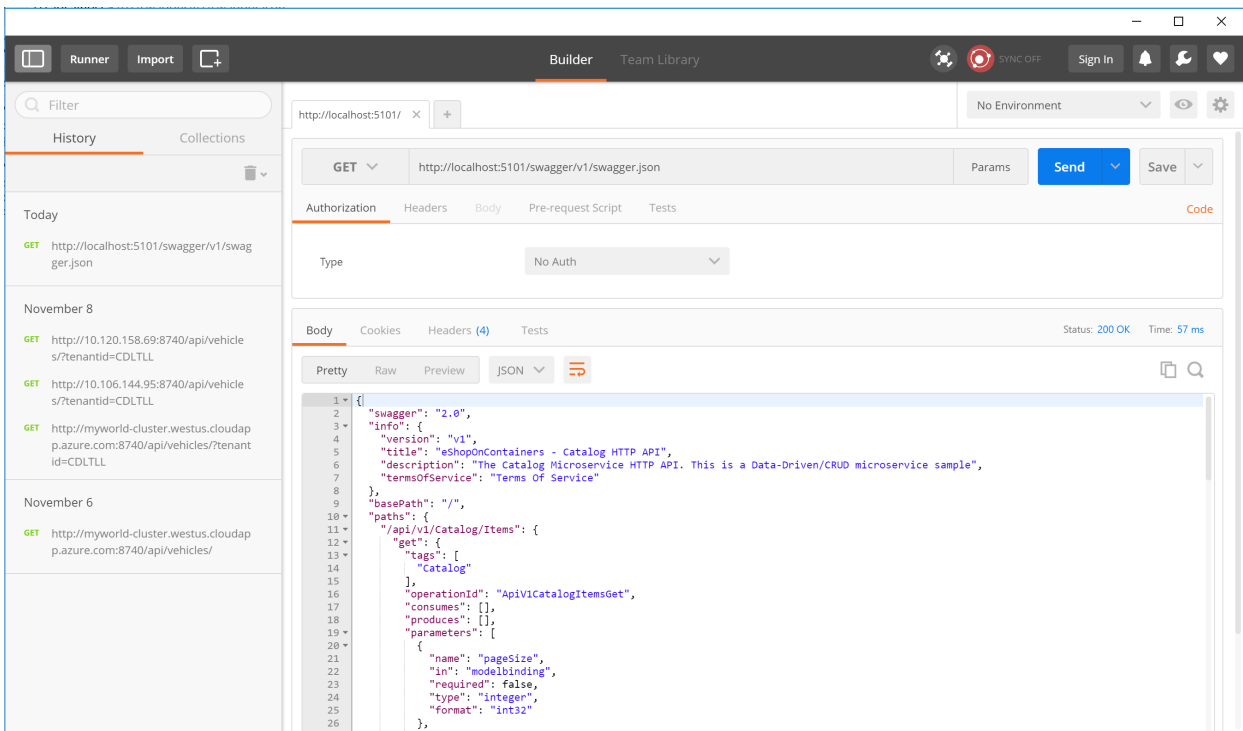 Runner Import Builder Team Library SYNC OFF Sign In
Filter
History Collections
Today
GET http://localhost:5101/swagger/v1/swag
ger.json
November 8
GET http://10.120.158.69:8740/api/vehicle
s/?tenantid=CDLTLL
GET http://10.106.144.95:8740/api/vehicle
s/?tenantid=CDLTLL
GET http://myworld-cluster.westus.cloudap
p.azure.com:8740/api/vehicles/?tenant
id=CDLTLL
November 6
GET http://myworld-cluster.westus.cloudap
p.azure.com:8740/api/vehicles/
http://localhost:5101/ × + No Environment
GET http://localhost:5101/swagger/v1/swagger.json Params Send Save
Authorization Headers Body Pre-request Script Tests Code
Type No Auth
Body Cookies Headers (4) Tests Status: 200 OK Time: 57 ms
Pretty Raw Preview JSON
1 {
2 "swagger": "2.0",
3 "info": {
4 "version": "v1",
5 "title": "eShopOnContainers - Catalog HTTP API",
6 "description": "The Catalog Microservice HTTP API. This is a Data-Driven/CRUD microservice sample",
7 "termsOfService": "Terms Of Service"
8 },
9 "basePath": "/",
10 "paths": {
11 "/api/v1/Catalog/Items": {
12 "get": {
13 "tags": [
14 "Catalog"
15 ],
16 "operationId": "ApiV1CatalogItemsGet",
17 "consumes": [],
18 "produces": [],
19 "parameters": [
20 {
21 "name": "pageSize",
22 "in": "modelbinding",
23 "required": false,
24 "type": "integer",
25 "format": "int32"
26 },